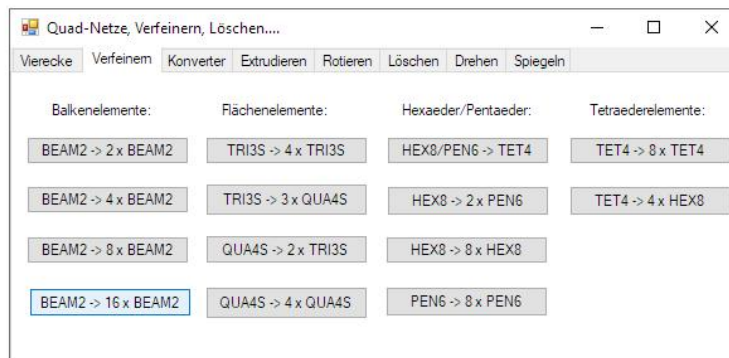 Quad-Netze, Verfeinern, Löschen....
Vierecke Verfeinern Konverter Extrudieren Rotieren Löschen Drehen Spiegeln
Balkenelemente: Flächenelemente: Hexaeder/Pentaeder: Tetraederelemente:
BEAM2 -> 2 x BEAM2 TRI3S -> 4 x TRI3S HEX8/PEN6 -> TET4 TET4 -> 8 x TET4
BEAM2 -> 4 x BEAM2 TRI3S -> 3 x QUA4S HEX8 -> 2 x PEN6 TET4 -> 4 x HEX8
BEAM2 -> 8 x BEAM2 QUA4S -> 2 x TRI3S HEX8 -> 8 x HEX8
BEAM2 -> 16 x BEAM2 QUA4S -> 4 x QUA4S PEN6 -> 8 x PEN6